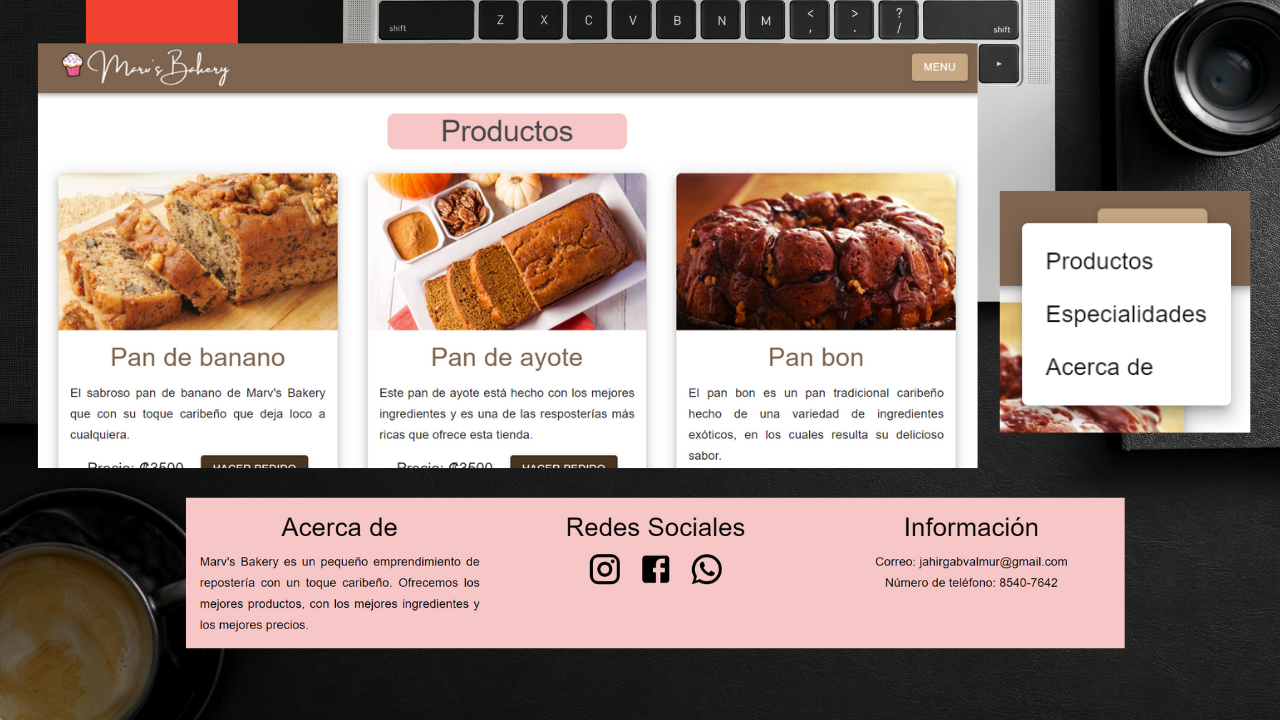 shift Z X C V B N M < , > . ? / shift
Marv's Bakery
MENU
Productos
Pan de banano
El sabroso pan de banano de Marv's Bakery
que con su toque caribeño que deja loco a
cualquiera.
Precio: ₡3500 HACER PEDIDO
Pan de ayote
Este pan de ayote está hecho con los mejores
ingredientes y es una de las resposterías más
ricas que ofrece esta tienda.
Precio: ₡3500 HACER PEDIDO
Pan bon
El pan bon es un pan tradicional caribeño
hecho de una variedad de ingredientes
exóticos, en los cuales resulta su delicioso
sabor.
Productos
Especialidades
Acerca de
Acerca de
Marv's Bakery es un pequeño emprendimiento de
repostería con un toque caribeño. Ofrecemos los
mejores productos, con los mejores ingredientes y
los mejores precios.
Redes Sociales
Información
Correo: jahirgabvalmur@gmail.com
Número de teléfono: 8540-7642